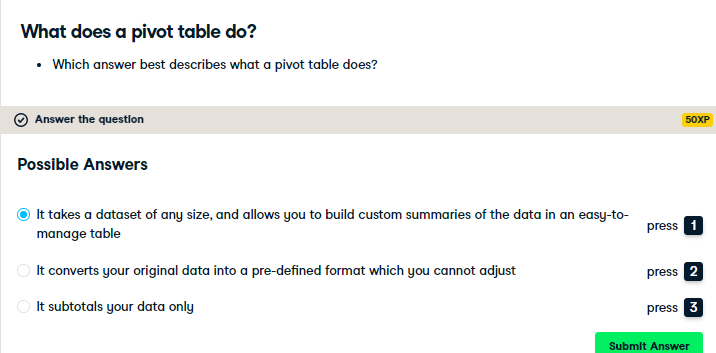 What does a pivot table do?
• Which answer best describes what a pivot table does?
Answer the question
50XP
Possible Answers
It takes a dataset of any size, and allows you to build custom summaries of the data in an easy-to-
manage table
press 1
It converts your original data into a pre-defined format which you cannot adjust
press 2
It subtotals your data only
press 3
Submit Answer